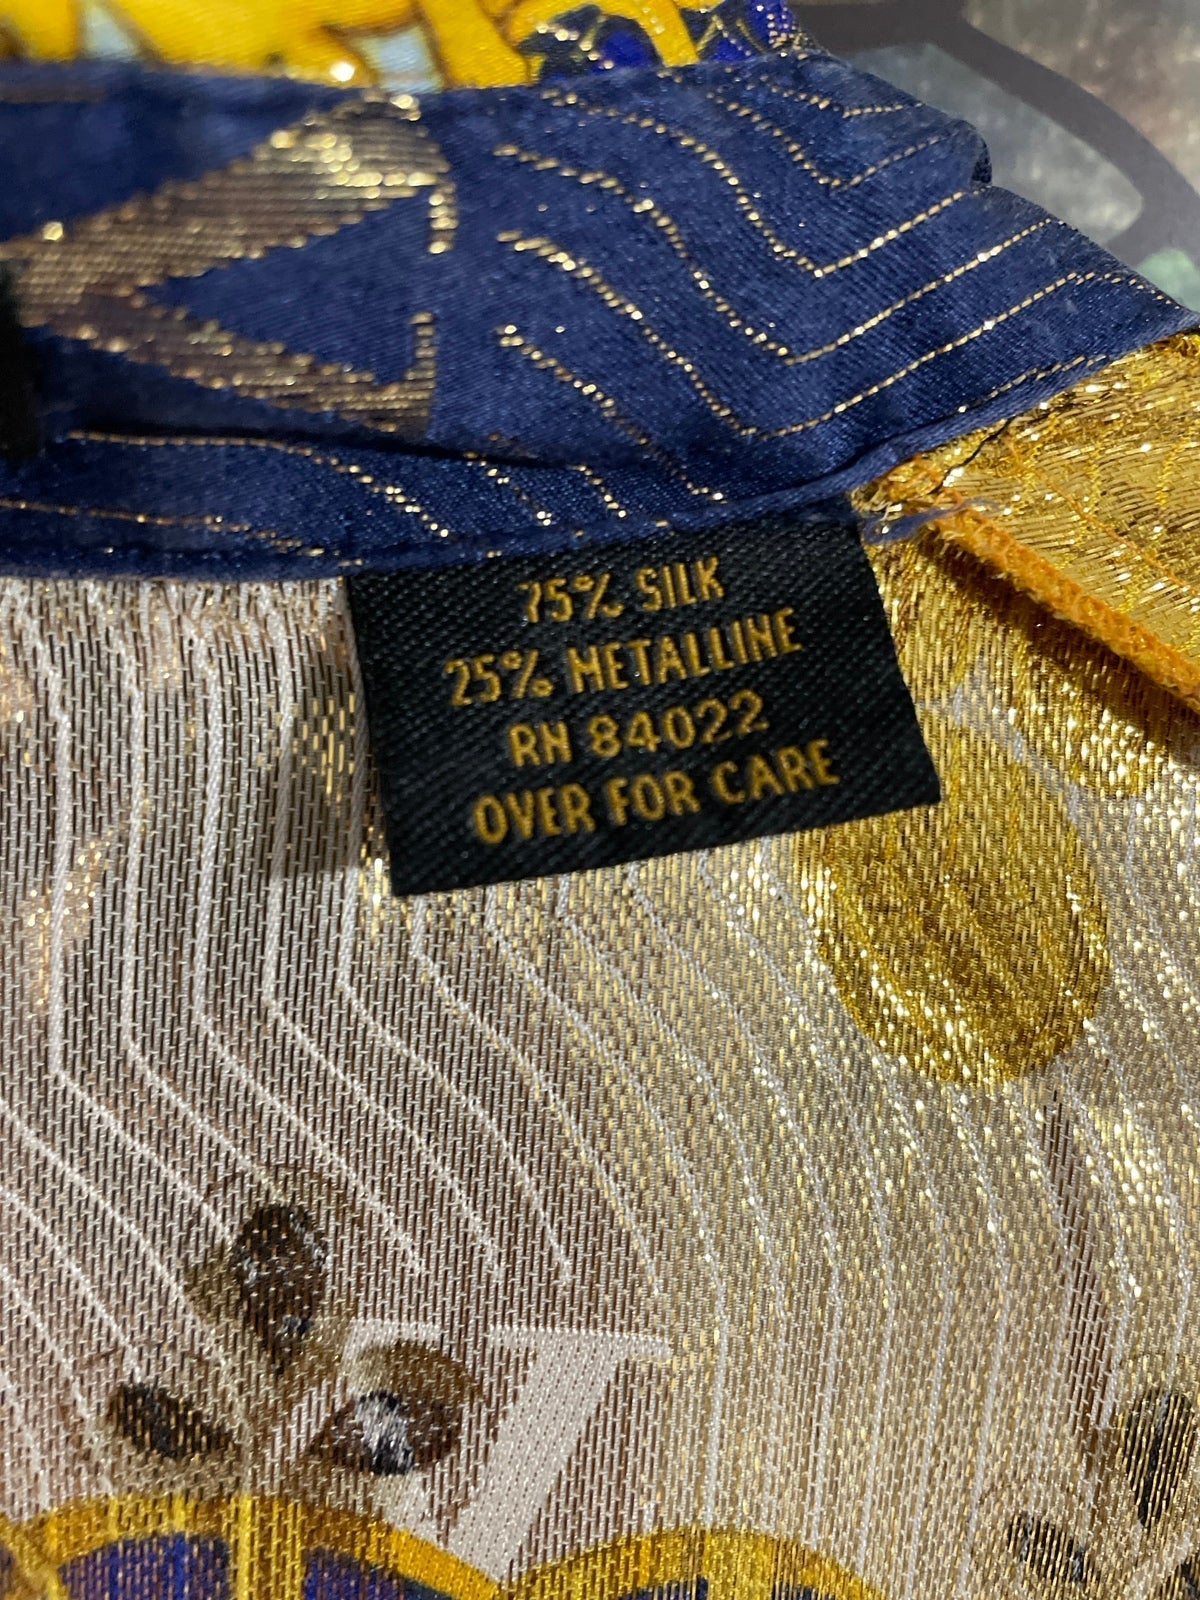 75% SILK
25% METALLINE
RN 84022
OVER FOR CARE